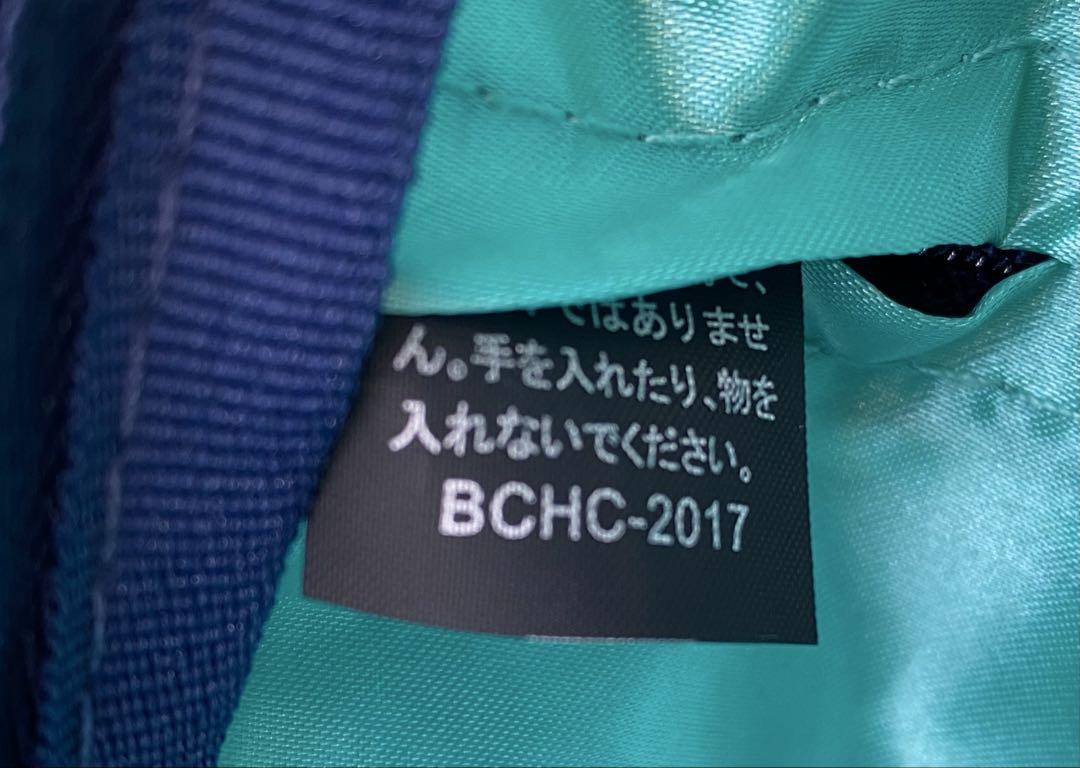 ではありませ
ん。手を入れたり、物を
入れないでください。
BCHC-2017